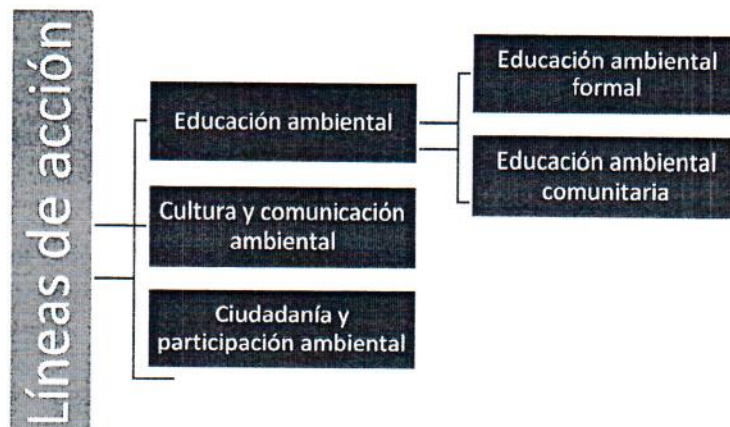 Líneas de acción
Educación ambiental
Educación ambiental
formal
Educación ambiental
comunitaria
Cultura y comunicación
ambiental
Ciudadanía y
participación ambiental